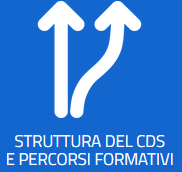 STRUTTURA DEL CDS
E PERCORSI FORMATIVI